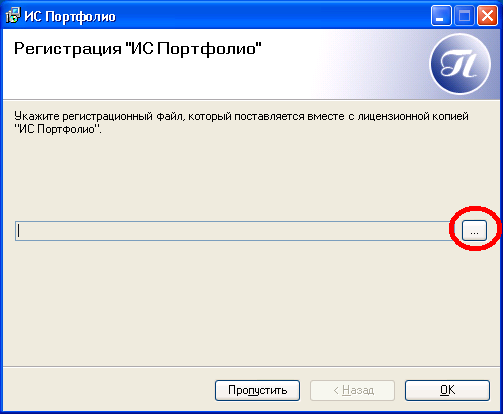 ИС Портфолио
Регистрация "ИС Портфолио"
П
Укажите регистрационный файл, который поставляется вместе с лицензионной копией
"ИС Портфолио".
...
Пропустить
< Назад
OK